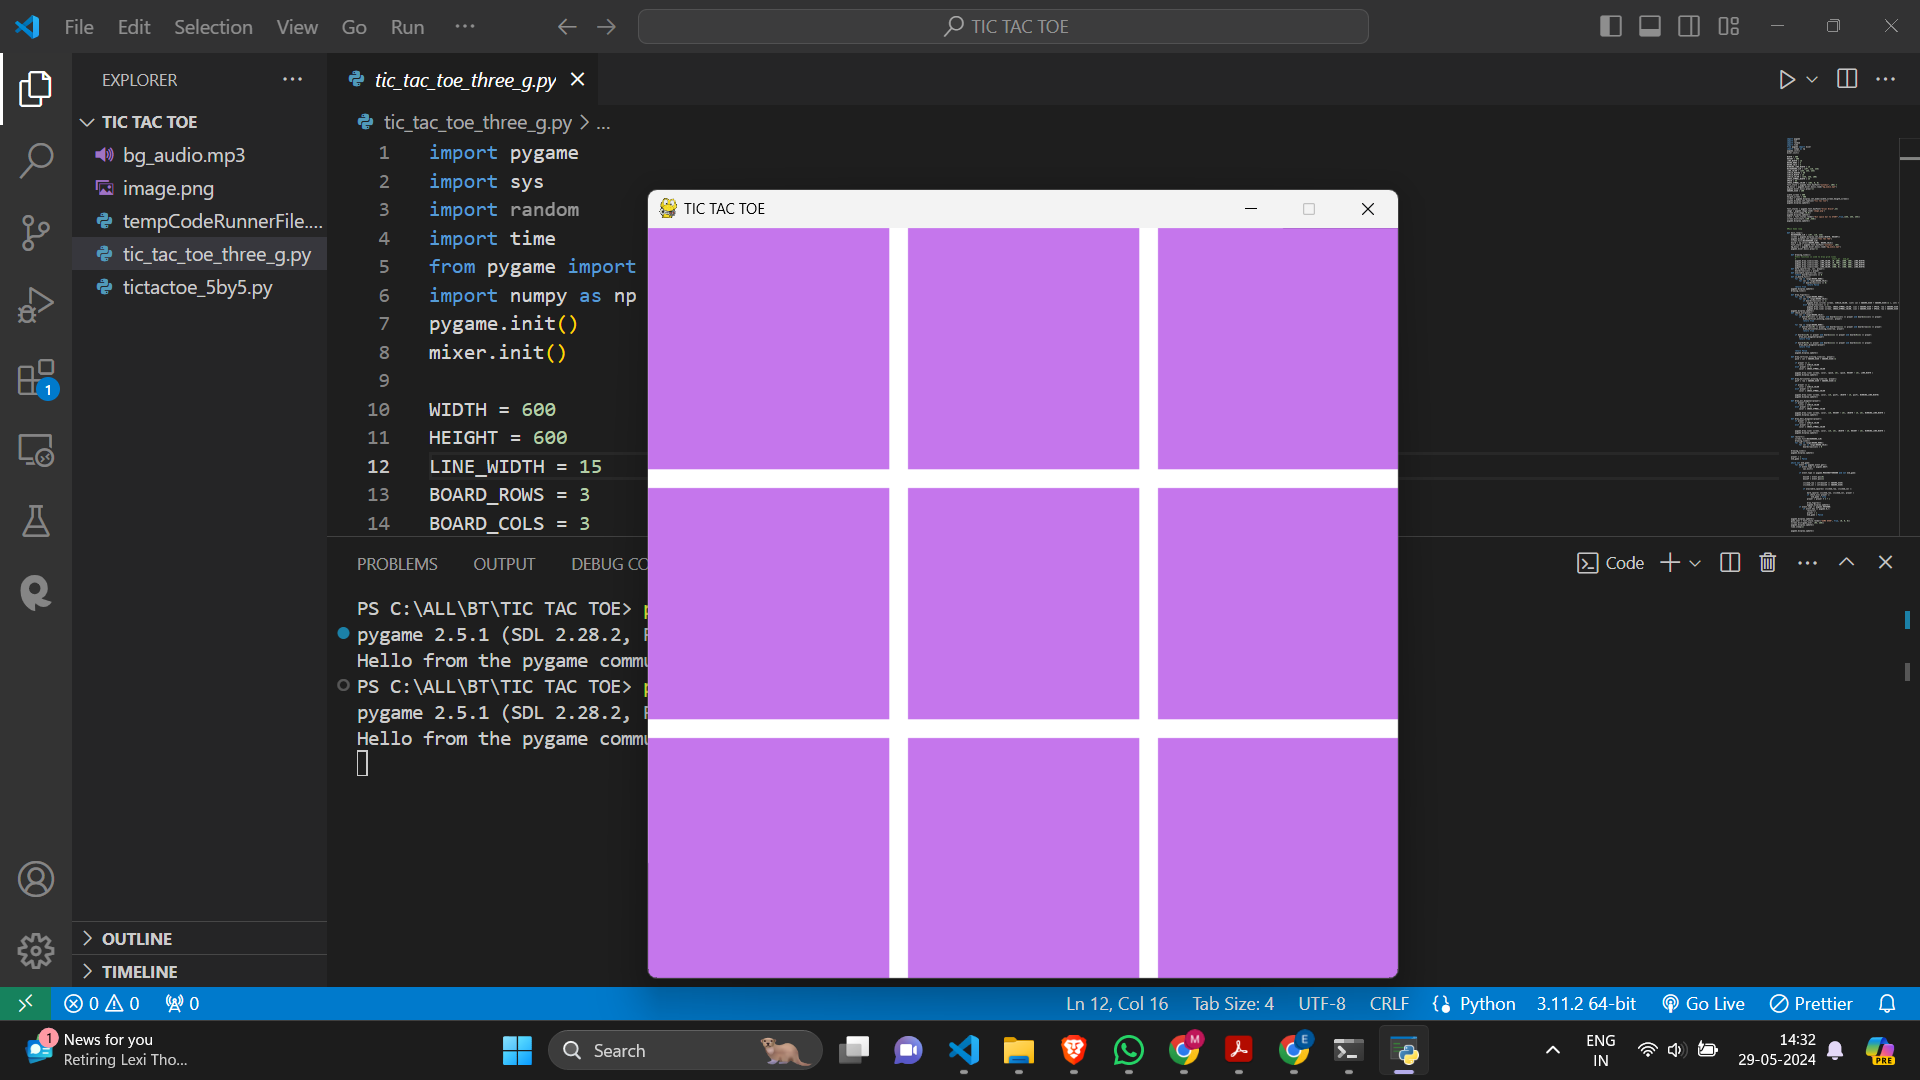 File Edit Selection View Go Run ···
TIC TAC TOE
EXPLORER
TIC TAC TOE
bg_audio.mp3
image.png
tempCodeRunnerFile....
tic_tac_toe_three_g.py
tictactoe_5by5.py
OUTLINE
TIMELINE
tic_tac_toe_three_g.py
tic_tac_toe_three_g.py > ...
1 import pygame
2 import sys
3 import random
4 import time
5 from pygame import
6 import numpy as np
7 pygame.init()
8 mixer.init()
9
10 WIDTH = 600
11 HEIGHT = 600
12 LINE_WIDTH = 15
13 BOARD_ROWS = 3
14 BOARD_COLS = 3
TIC TAC TOE
PROBLEMS OUTPUT DEBUG CO
Code
PS C:\ALL\BT\TIC TAC TOE>
pygame 2.5.1 (SDL 2.28.2,
Hello from the pygame commu
PS C:\ALL\BT\TIC TAC TOE>
pygame 2.5.1 (SDL 2.28.2,
Hello from the pygame commu
1
0 0 0
Ln 12, Col 16 Tab Size: 4 UTF-8 CRLF Python 3.11.2 64-bit Go Live Prettier
1
News for you
Retiring Lexi Tho...
Search
M
E
ENG
IN
14:32
29-05-2024
PRE